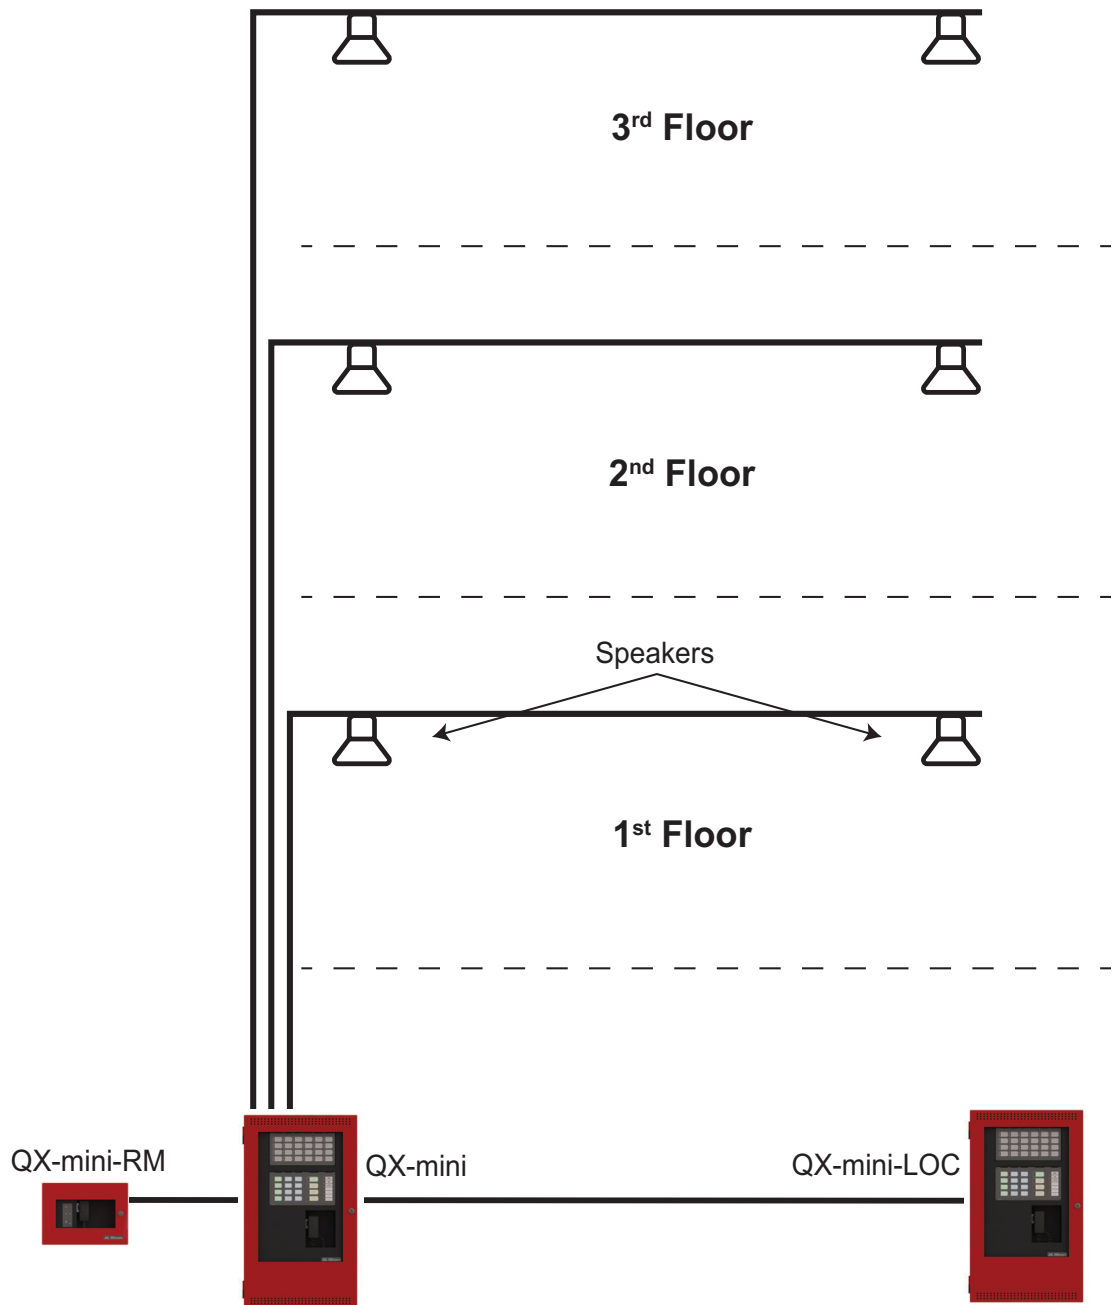 3rd Floor
2nd Floor
Speakers
1st Floor
QX-mini-RM
QX-mini
QX-mini-LOC